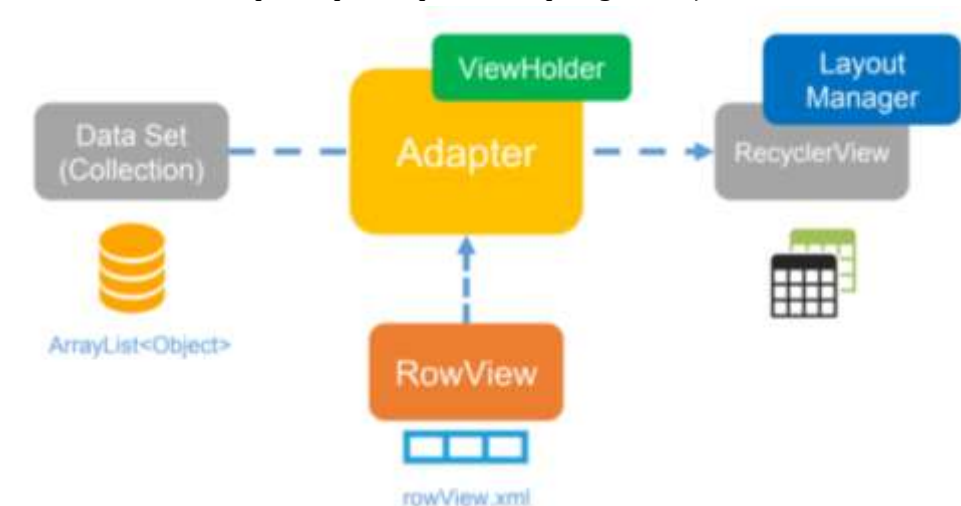 ViewHolder
Layout
Manager
Data Set
(Collection)
Adapter
RecyclerView
ArrayList<Object>
RowView
rowView.xml